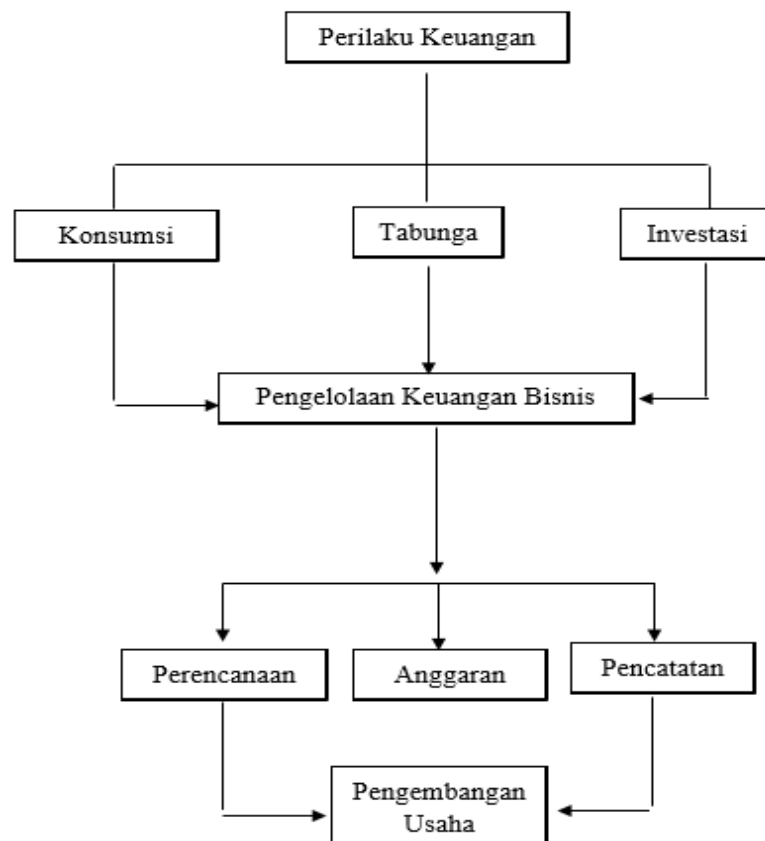 Perilaku Keuangan
Konsumsi
Tabunga
Investasi
Pengelolaan Keuangan Bisnis
Perencanaan
Anggaran
Pencatatan
Pengembangan
Usaha